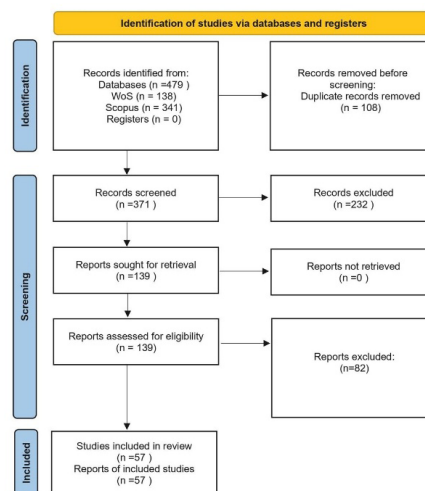 Identification of studies via databases and registers
Identification
Records identified from:
Databases (n =479 )
WoS (n = 138)
Scopus (n = 341)
Registers (n = 0)
Records removed before
screening:
Duplicate records removed
(n = 108)
Screening
Records screened
(n =371 )
Records excluded
(n =232 )
Reports sought for retrieval
(n =139 )
Reports not retrieved
(n =0 )
Reports assessed for eligibility
(n = 139)
Reports excluded:
(n=82)
Included
Studies included in review
(n =57 )
Reports of included studies
(n =57 )